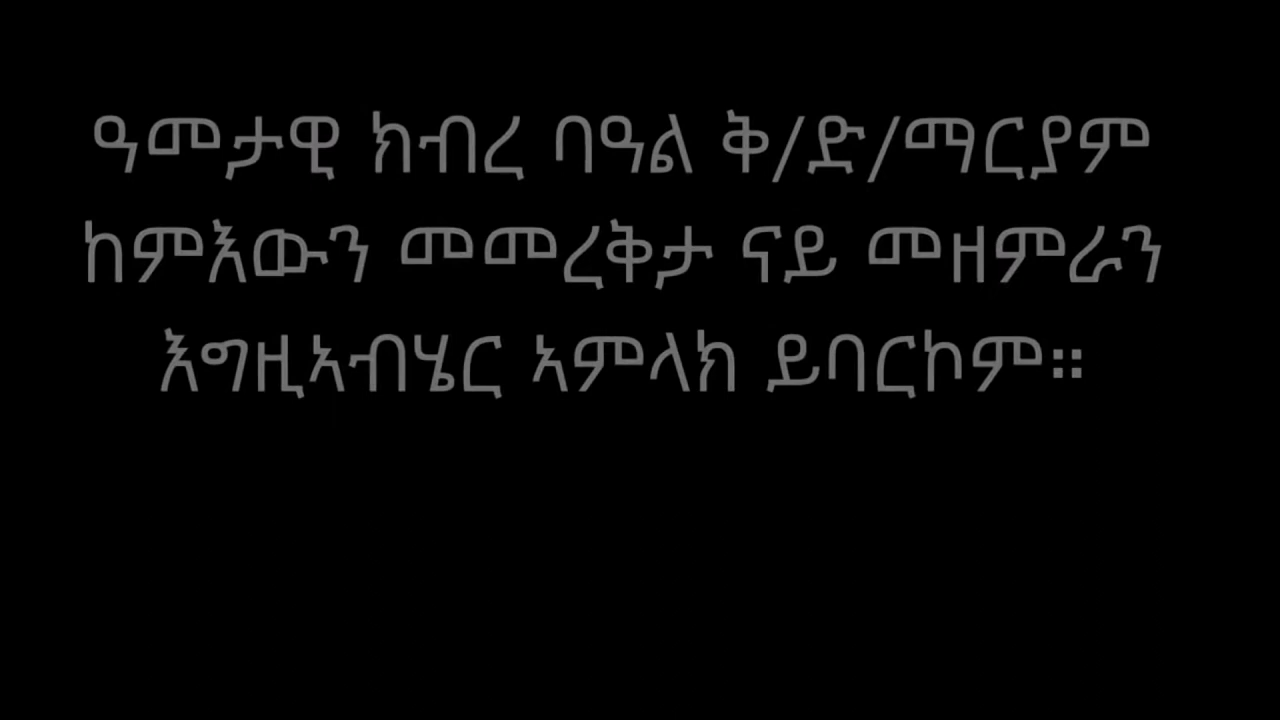 ዓመታዊ ክብረ ባዓል ቅ/ድ/ማርያም
ከምእውን መመረቅታ ናይ መዘምራን
እግዚኣብሄር ኣምላክ ይባርኮም።